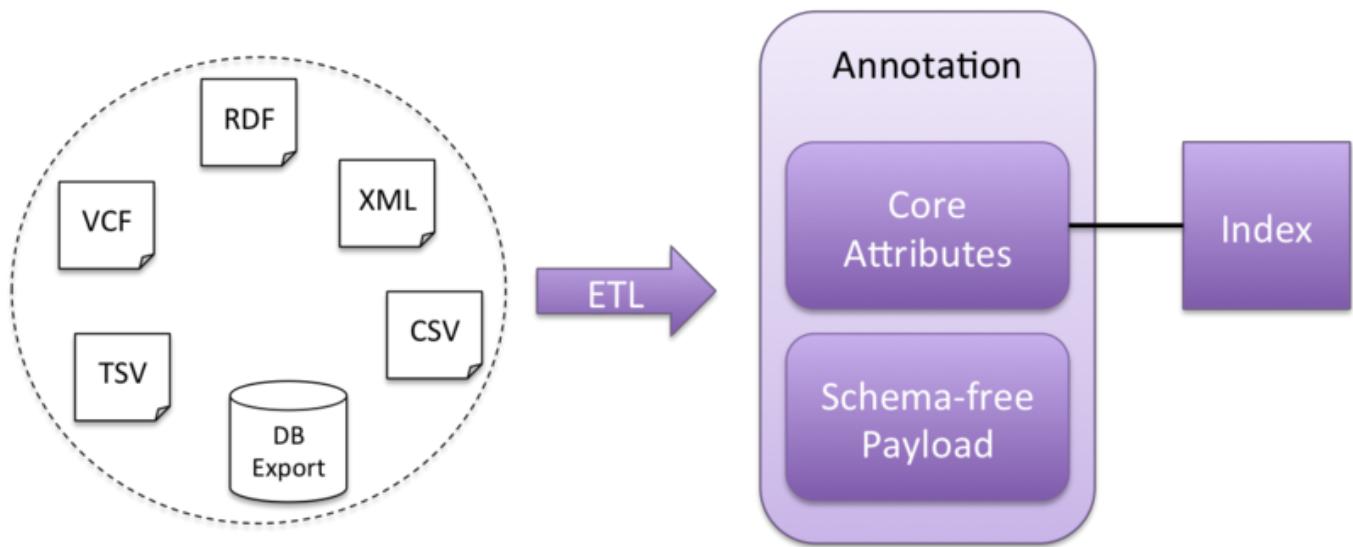 RDF
XML
VCF
CSV
TSV
DB
Export
ETL
Annotation
Core
Attributes
Schema-free
Payload
Index